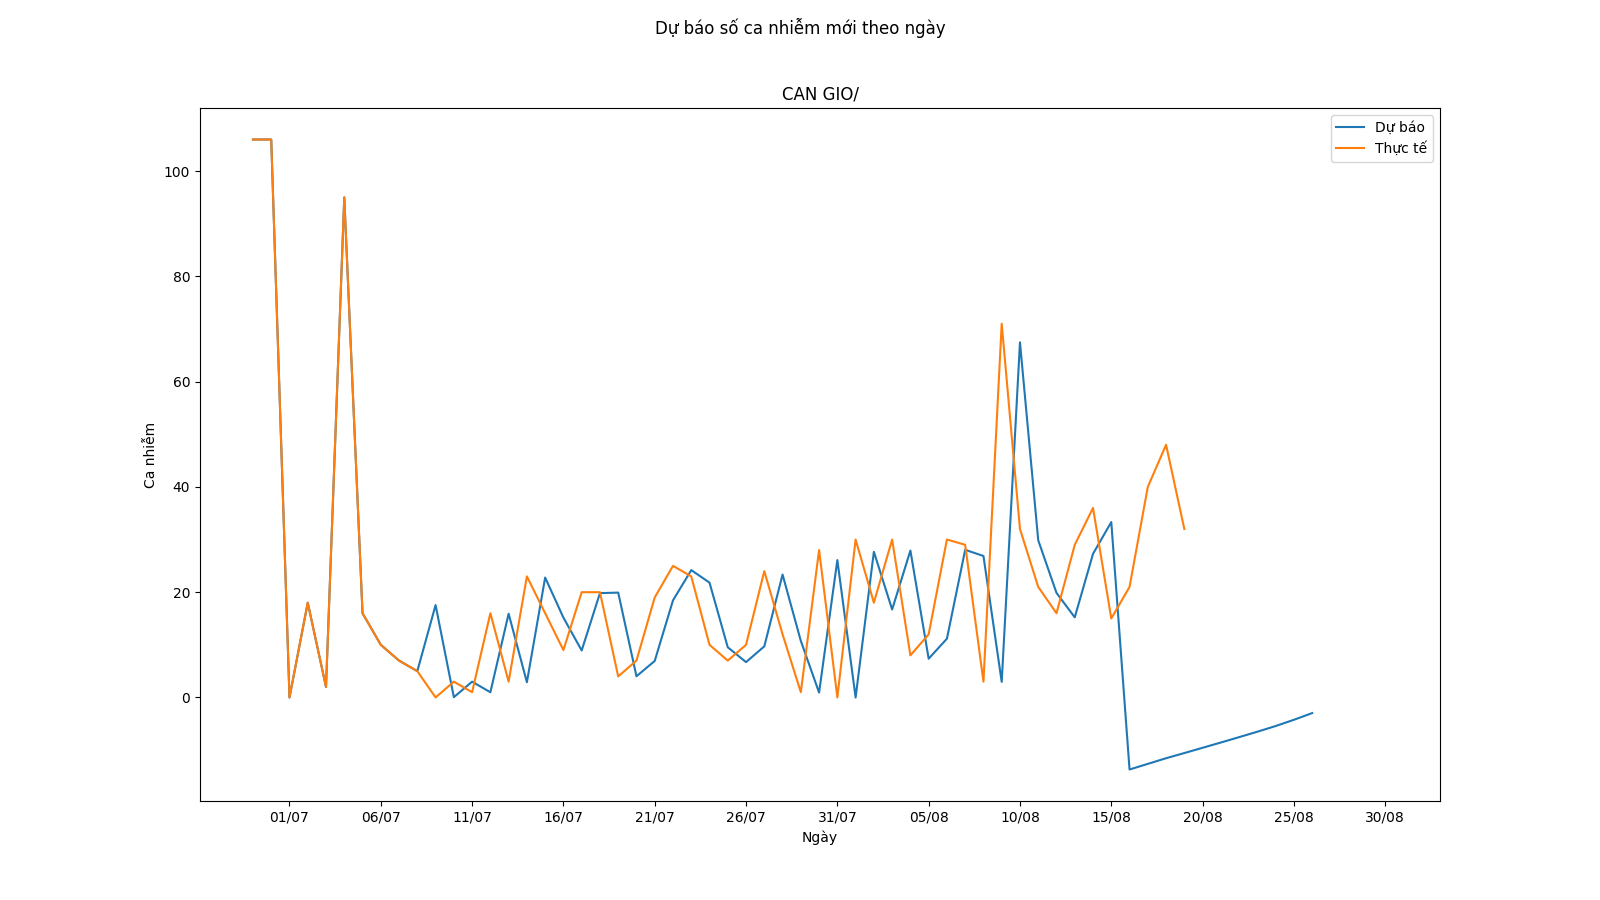 Dự báo số ca nhiễm mới theo ngày
CAN GIO/
Dự báo
Thực tế
100
80
60
40
20
0
Ca nhiễm
01/07 06/07 11/07 16/07 21/07 26/07 31/07 05/08 10/08 15/08 20/08 25/08 30/08
Ngày